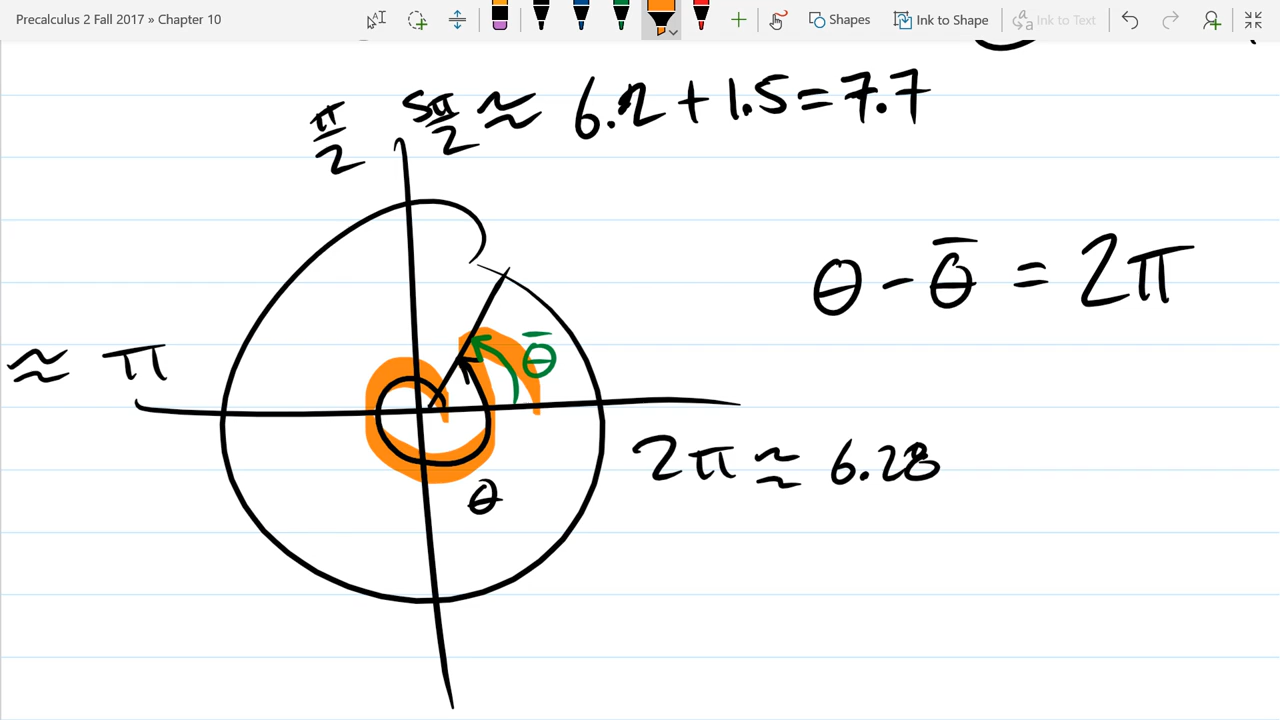 Precalculus 2 Fall 2017 » Chapter 10
Shapes
Ink to Shape
Ink to Text
π/2 5π/2 ≈ 6.2 + 1.5 = 7.7
θ - θ̄ = 2π
≈ π
θ̄
2π ≈ 6.28
θ